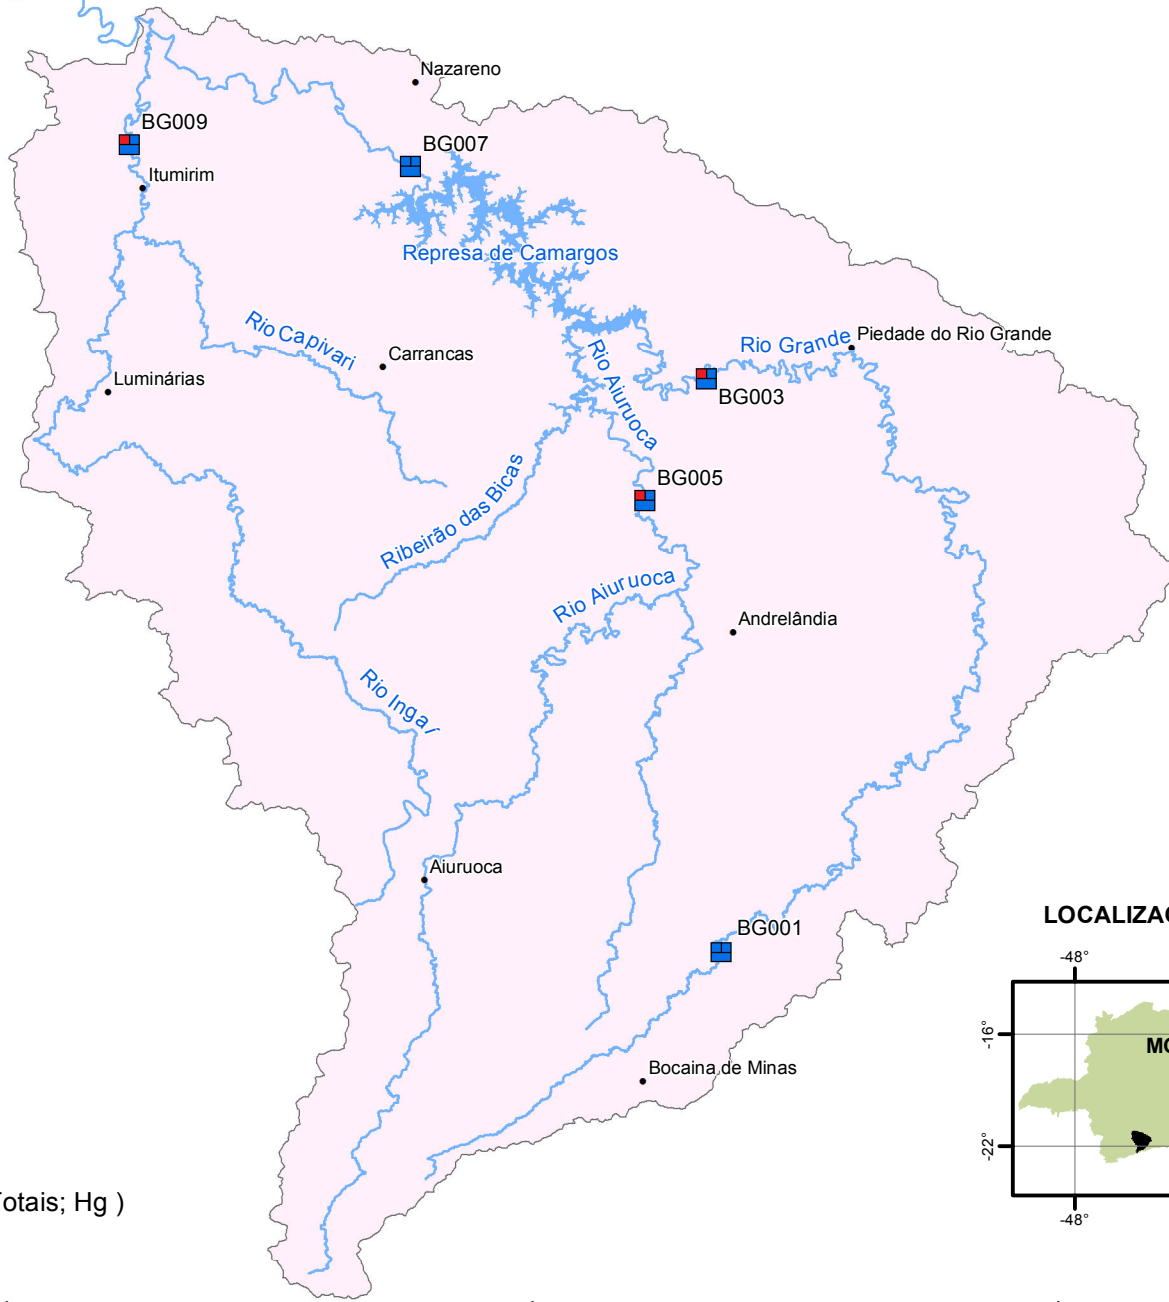 Nazareno
BG009
BG007
Itumirim
Represa de Camargos
Rio Capivari
Rio Grande
Piedade do Rio Grande
Carrancas
Rio Aiuruoca
Luminárias
BG003
BG005
Ribeirão das Bicas
Rio Aiuruoca
Andrelândia
Rio Ingaí
Aiuruoca
BG001
LOCALIZAÇ
-48°
-16°
MG
Bocaina de Minas
-22°
otais; Hg )
-48°